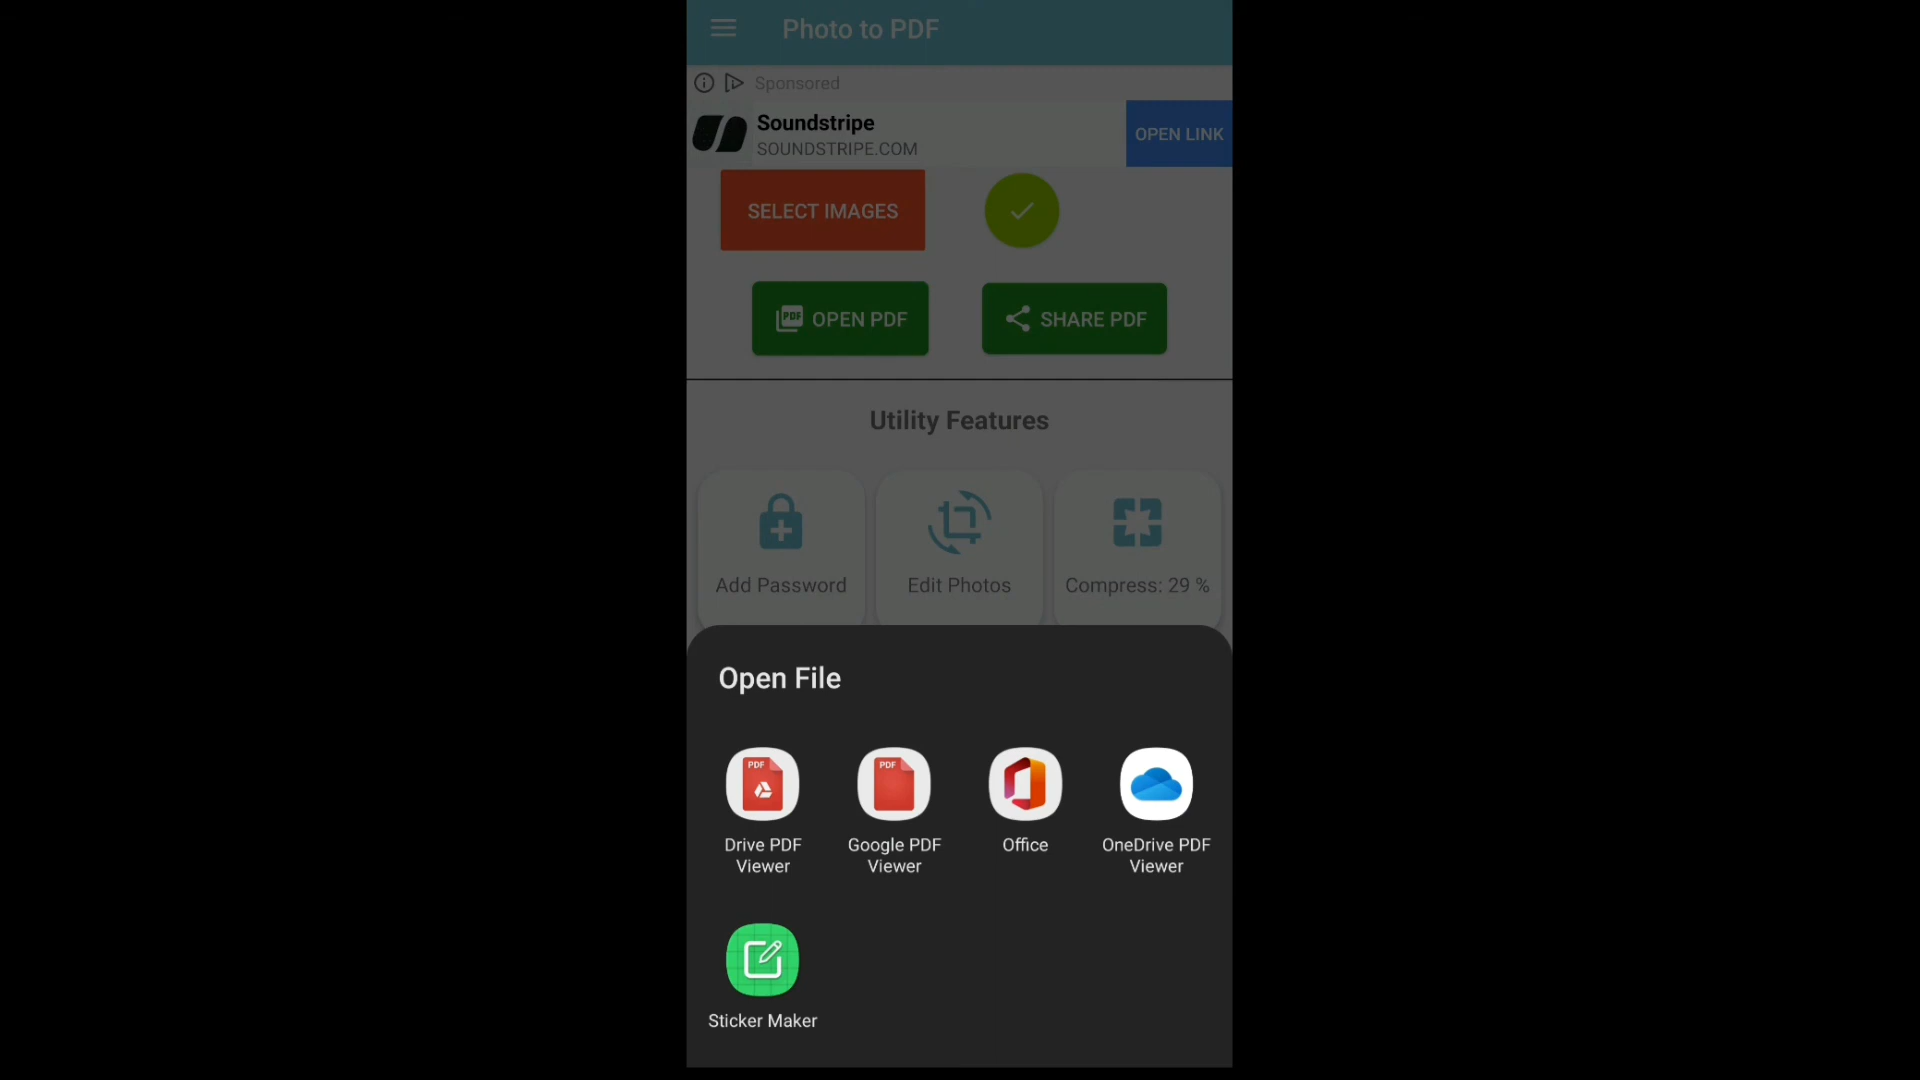 Photo to PDF
Sponsored
Soundstripe
SOUNDSTRIPE.COM
OPEN LINK
SELECT IMAGES
PDF OPEN PDF
SHARE PDF
Utility Features
Add Password
Edit Photos
Compress: 29 %
Open File
PDF
PDF
Drive PDF
Viewer
Google PDF
Viewer
Office
OneDrive PDF
Viewer
Sticker Maker